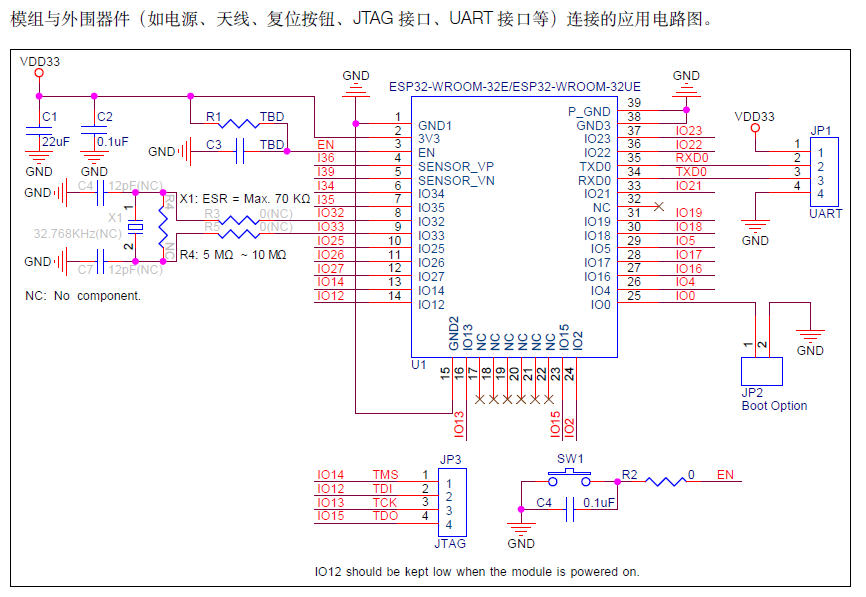 模组与外围器件（如电源、天线、复位按钮、JTAG 接口、UART 接口等）连接的应用电路图。
VDD33
GND
ESP32-WROOM-32E/ESP32-WROOM-32UE
GND
VDD33
C1
22uF
GND
C2
0.1uF
GND
R1
TBD
C3
TBD
GND
GND
C4
12pF(NC)
X1
1
2
32.768KHz(NC)
R4
NC
GND
C7
12pF(NC)
X1: ESR = Max. 70 KΩ
R3
0(NC)
R5
0(NC)
R4: 5 MΩ ~ 10 MΩ
NC: No component.
1 GND1
2 3V3
EN 3 EN
I36 4 SENSOR_VP
I39 5 SENSOR_VN
I34 6 IO34
I35 7 IO35
IO32 8 IO32
IO33 9 IO33
IO25 10 IO25
IO26 11 IO26
IO27 12 IO27
IO14 13 IO14
IO12 14 IO12
P_GND 39
GND3 38
IO23 37 IO23
IO22 36 IO22
TXD0 35 RXD0
RXD0 34 TXD0
IO21 33 IO21
NC 32
IO19 31 IO19
IO18 30 IO18
IO5 29 IO5
IO17 28 IO17
IO16 27 IO16
IO4 26 IO4
IO0 25 IO0
GND2 15
IO13 16 IO13
NC 17
NC 18
NC 19
NC 20
NC 21
NC 22
IO15 23 IO15
IO2 24 IO2
U1
JP1
1 1
2 2
3 3
4 4
UART
GND
1
2
JP2
Boot Option
GND
JP3
IO14 TMS 1 1
IO12 TDI 2 2
IO13 TCK 3 3
IO15 TDO 4 4
JTAG
SW1
R2
0
EN
C4
0.1uF
GND
IO12 should be kept low when the module is powered on.